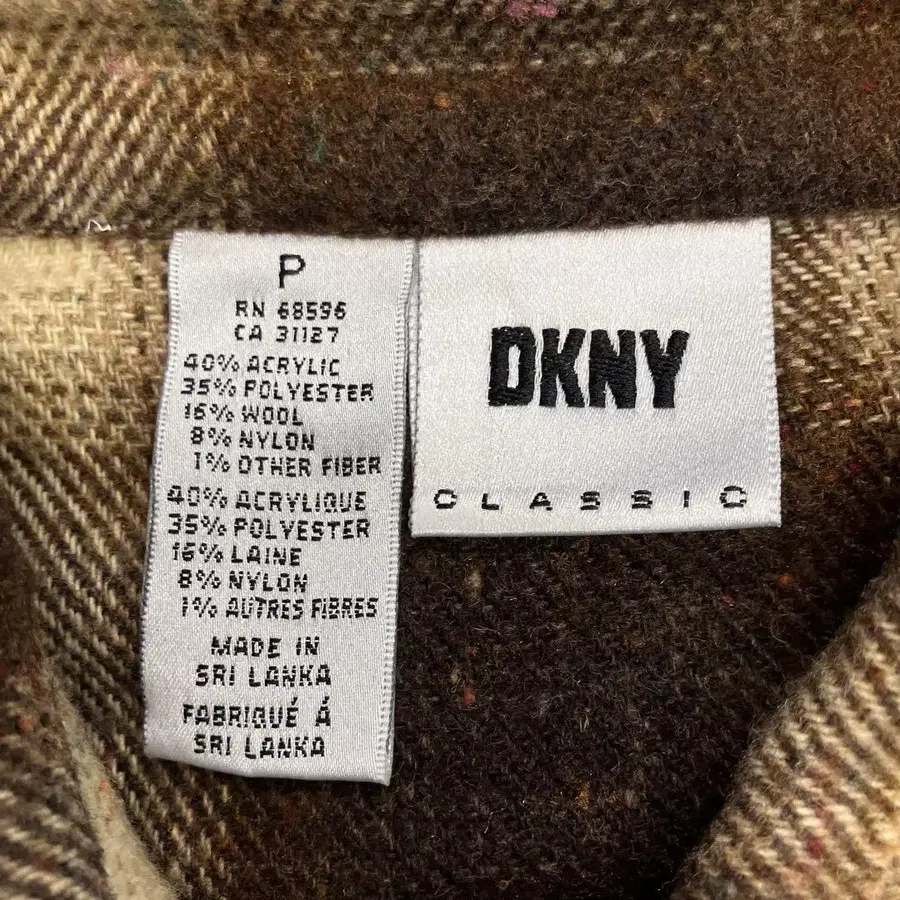 P
RN 68596
CA 31127
40% ACRYLIC
35% POLYESTER
16% WOOL
8% NYLON
1% OTHER FIBER
40% ACRYLIQUE
35% POLYESTER
16% LAINE
8% NYLON
1% AUTRES FIBRES
MADE IN
SRI LANKA
FABRIQUÉ Á
SRI LANKA
DKNY
CLASSIC